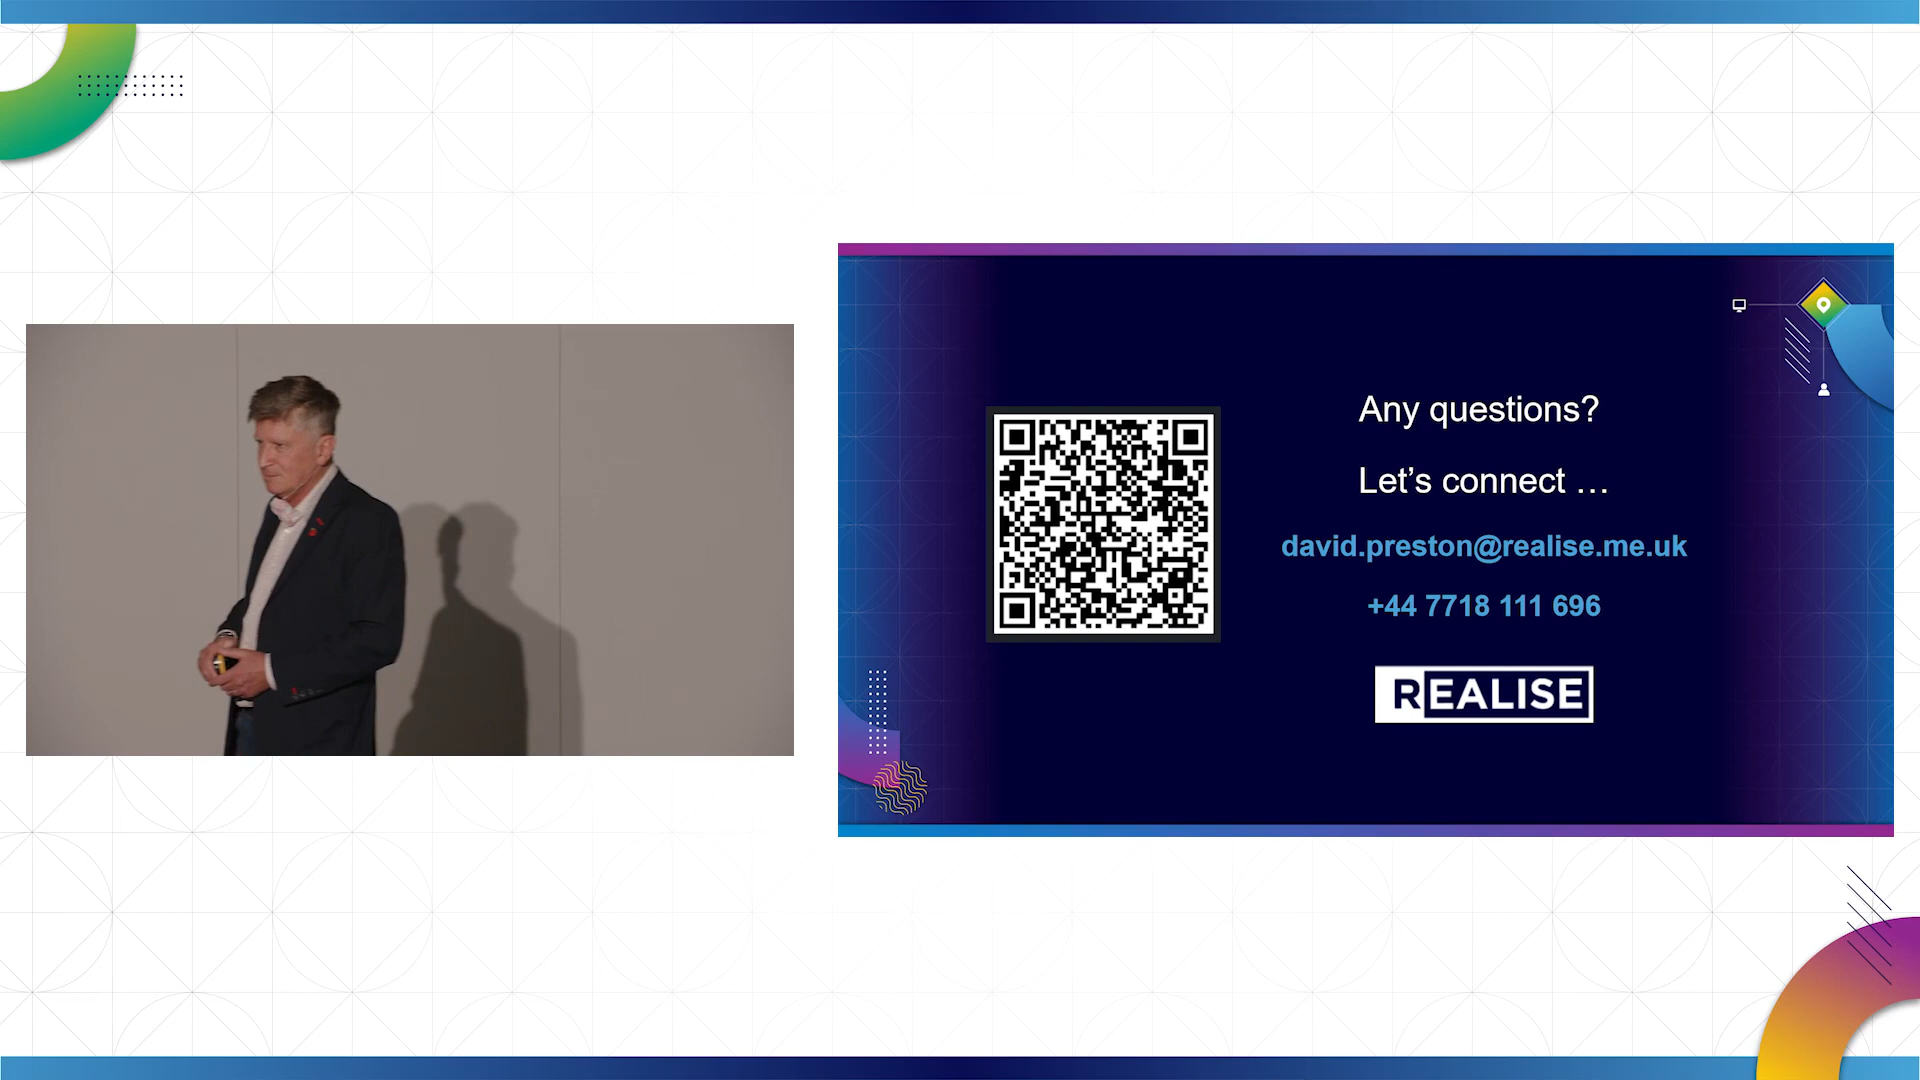 Any questions?
Let’s connect …
david.preston@realise.me.uk
+44 7718 111 696
REALISE